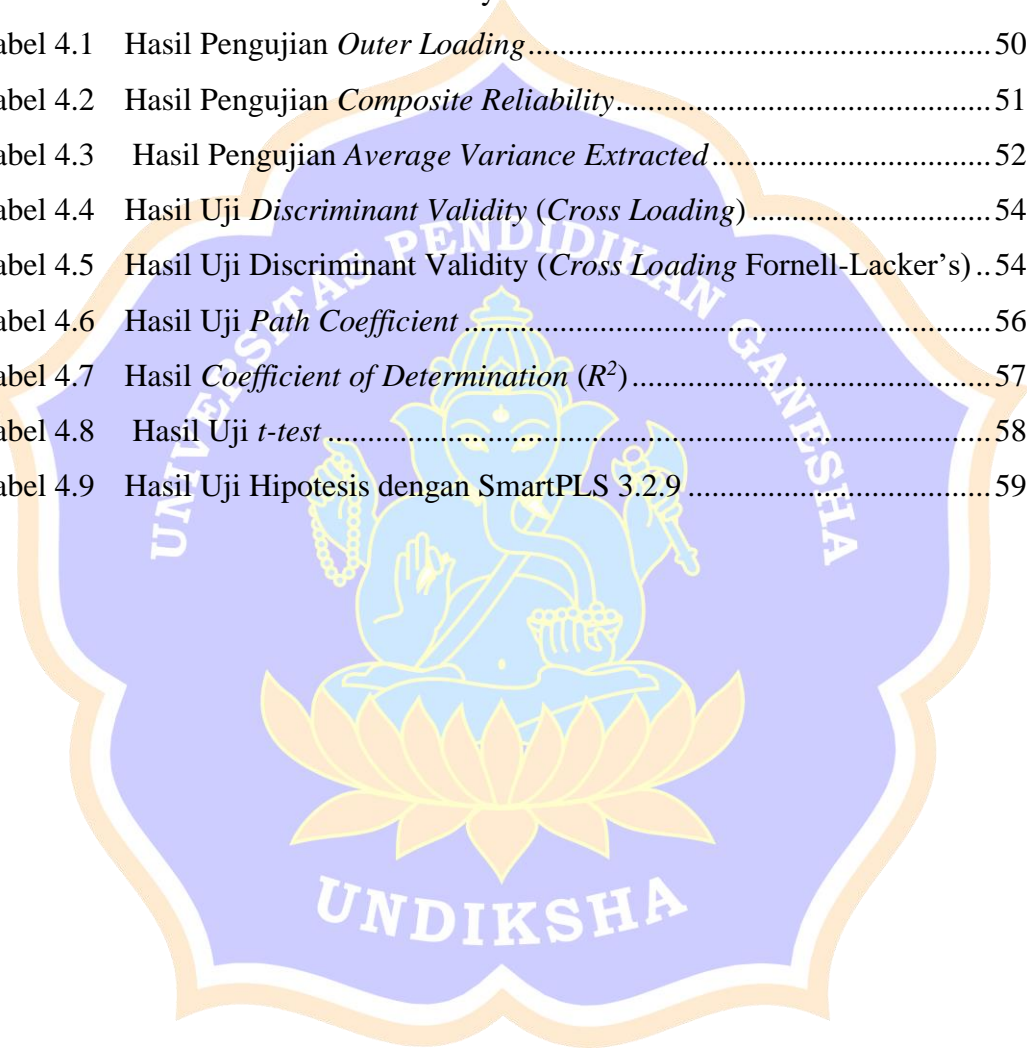 abel 4.1 Hasil Pengujian Outer Loading.....................................................................50
abel 4.2 Hasil Pengujian Composite Reliability.......................................................51
abel 4.3 Hasil Pengujian Average Variance Extracted.........................................52
abel 4.4 Hasil Uji Discriminant Validity (Cross Loading)...................................54
abel 4.5 Hasil Uji Discriminant Validity (Cross Loading Fornell-Lacker’s)..54
abel 4.6 Hasil Uji Path Coefficient..............................................................................56
abel 4.7 Hasil Coefficient of Determination (R²).....................................................57
abel 4.8 Hasil Uji t-test..................................................................................................58
abel 4.9 Hasil Uji Hipotesis dengan SmartPLS 3.2.9.............................................59
UNIVERSITAS PENDIDIKAN GANESHA
UNDIKSHA